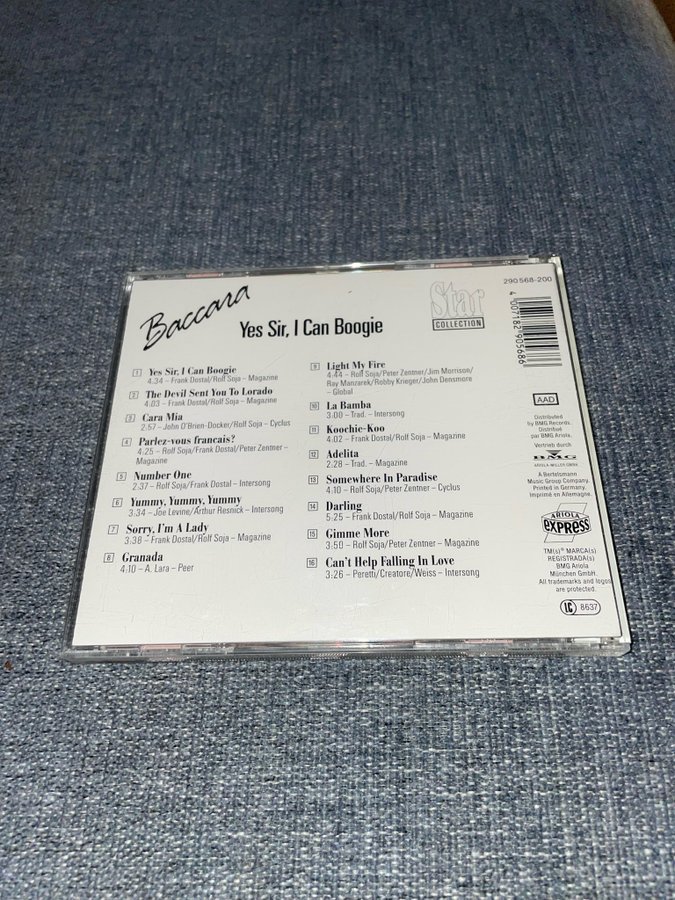 Baccara
Yes Sir, I Can Boogie
Star
COLLECTION
290 568-200
4 007182 905686
1 Yes Sir, I Can Boogie
4:34 – Frank Dostal/Rolf Soja – Magazine
2 The Devil Sent You To Lorado
4:03 – Frank Dostal/Rolf Soja – Magazine
3 Cara Mia
2:57 – John O'Brien-Docker/Rolf Soja – Cyclus
4 Parlez-vous francais?
4:25 – Rolf Soja/Frank Dostal/Peter Zentner –
Magazine
5 Number One
2:37 – Rolf Soja/Frank Dostal – Intersong
6 Yummy, Yummy, Yummy
3:34 – Joe Levine/Arthur Resnick – Intersong
7 Sorry, I'm A Lady
3:38 – Frank Dostal/Rolf Soja – Magazine
8 Granada
4:10 – A. Lara – Peer
9 Light My Fire
4:44 – Rolf Soja/Peter Zentner/Jim Morrison/
Ray Manzarek/Robby Krieger/John Densmore
– Global
10 La Bamba
3:00 – Trad. – Intersong
11 Koochie-Koo
4:02 – Frank Dostal/Rolf Soja – Magazine
12 Adelita
2:28 – Trad. – Magazine
13 Somewhere In Paradise
4:10 – Rolf Soja/Peter Zentner – Cyclus
14 Darling
5:25 – Frank Dostal/Rolf Soja – Magazine
15 Gimme More
3:50 – Rolf Soja/Peter Zentner – Magazine
16 Can't Help Falling In Love
3:26 – Peretti/Creatore/Weiss – Intersong
AAD
Distributed
by BMG Records.
Distribué
par BMG Ariola.
Vertrieb durch
BMG
ARIOLA-MILLER GMBH.
A Bertelsmann
Music Group Company.
Printed in Germany.
Imprimé en Allemagne.
ARIOLA
express
TM(s)® MARCA(s)
REGISTRADA(s)
BMG Ariola
München GmbH.
All trademarks and logos
are protected.
LC 8637